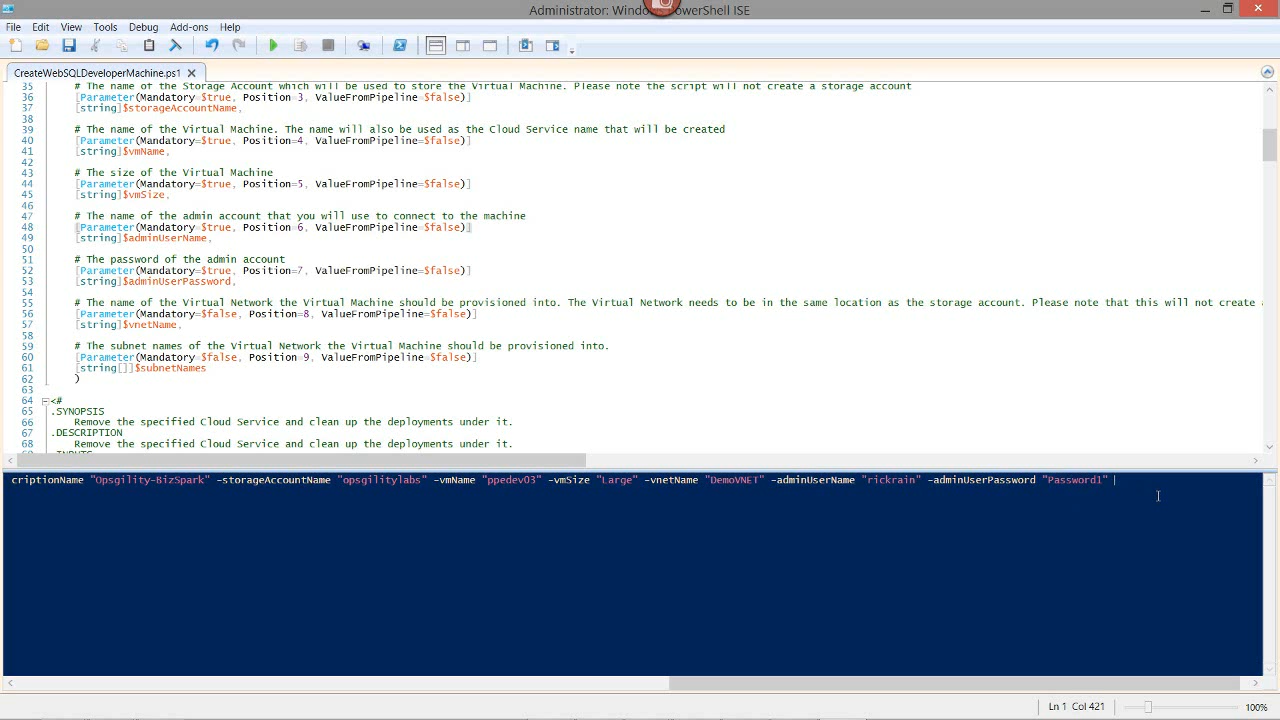 Administrator: Windows PowerShell ISE
File Edit View Tools Debug Add-ons Help
CreateWebSQLDeveloperMachine.ps1
35 # The name of the Storage Account which will be used to store the Virtual Machine. Please note the script will not create a storage account
36 [Parameter(Mandatory=$true, Position=3, ValueFromPipeline=$false)]
37 [string]$storageAccountName,
38
39 # The name of the Virtual Machine. The name will also be used as the Cloud Service name that will be created
40 [Parameter(Mandatory=$true, Position=4, ValueFromPipeline=$false)]
41 [string]$vmName,
42
43 # The size of the Virtual Machine
44 [Parameter(Mandatory=$true, Position=5, ValueFromPipeline=$false)]
45 [string]$vmSize,
46
47 # The name of the admin account that you will use to connect to the machine
48 [Parameter(Mandatory=$true, Position=6, ValueFromPipeline=$false)]
49 [string]$adminUserName,
50
51 # The password of the admin account
52 [Parameter(Mandatory=$true, Position=7, ValueFromPipeline=$false)]
53 [string]$adminUserPassword,
54
55 # The name of the Virtual Network the Virtual Machine should be provisioned into. The Virtual Network needs to be in the same location as the storage account. Please note that this will not create
56 [Parameter(Mandatory=$false, Position=8, ValueFromPipeline=$false)]
57 [string]$vnetName,
58
59 # The subnet names of the Virtual Network the Virtual Machine should be provisioned into.
60 [Parameter(Mandatory=$false, Position=9, ValueFromPipeline=$false)]
61 [string[]]$subnetNames
62 )
63
64 <#
65 .SYNOPSIS
66 Remove the specified Cloud Service and clean up the deployments under it.
67 .DESCRIPTION
68 Remove the specified Cloud Service and clean up the deployments under it.
criptionName "Opsgility-BizSpark" -storageAccountName "opsgilitylabs" -vmName "ppedev03" -vmSize "Large" -vnetName "DemoVNET" -adminUserName "rickrain" -adminUserPassword "Password1"
Ln 1 Col 421 100%